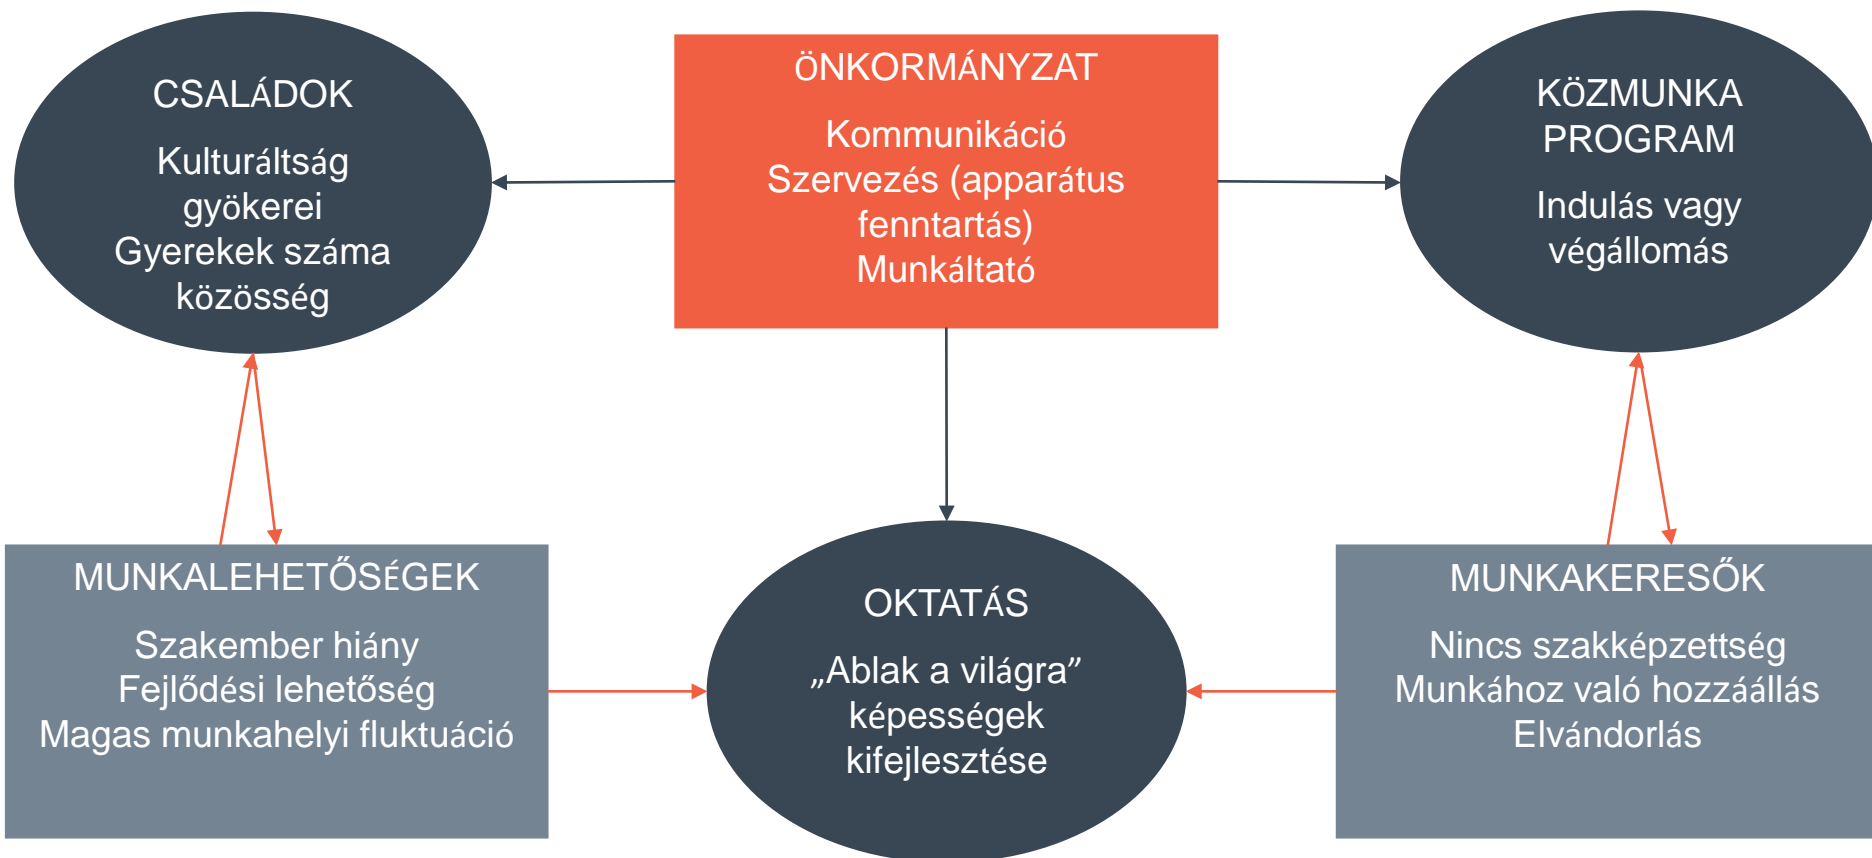 CSALÁDOK
Kulturáltság
gyökerei
Gyerekek száma
közösség
ÖNKORMÁNYZAT
Kommunikáció
Szervezés (apparátus
fenntartás)
Munkáltató
KÖZMUNKA
PROGRAM
Indulás vagy
végállomás
MUNKALEHETŐSÉGEK
Szakember hiány
Fejlődési lehetőség
Magas munkahelyi fluktuáció
OKTATÁS
„Ablak a világra”
képességek
kifejlesztése
MUNKAKERESŐK
Nincs szakképzettség
Munkához való hozzáállás
Elvándorlás